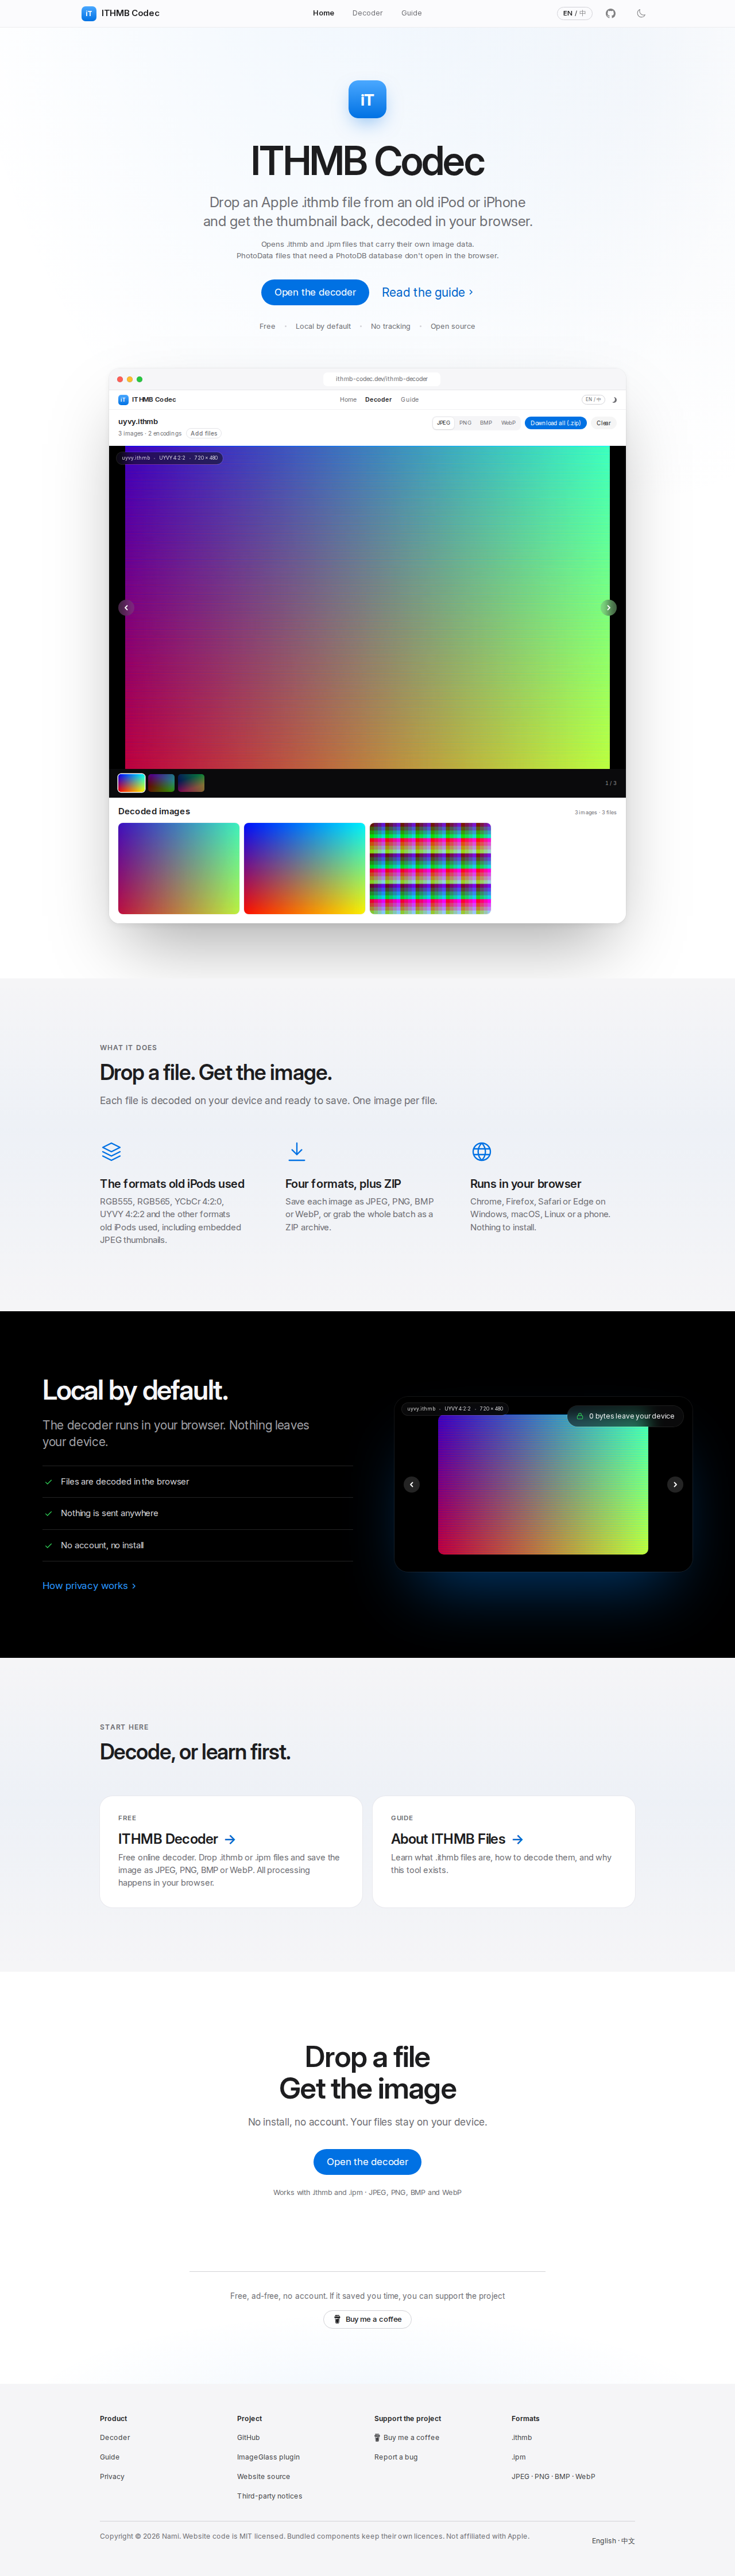 iT ITHMB Codec
Home Decoder Guide
EN / 中
iT
ITHMB Codec
Drop an Apple .ithmb file from an old iPod or iPhone
and get the thumbnail back, decoded in your browser.
Opens .ithmb and .ipm files that carry their own image data.
PhotoData files that need a PhotoDB database don't open in the browser.
Open the decoder Read the guide ›
Free · Local by default · No tracking · Open source
ithmb-codec.dev/ithmb-decoder
iT ITHMB Codec
Home Decoder Guide
EN / 中
uyvy.ithmb
3 images · 2 encodings Add files
JPEG PNG BMP WebP Download all (.zip) Clear
uyvy.ithmb · UYVY 4:2:2 · 720 × 480
1 / 3
Decoded images
3 images · 3 files
WHAT IT DOES
Drop a file. Get the image.
Each file is decoded on your device and ready to save. One image per file.
The formats old iPods used
RGB555, RGB565, YCbCr 4:2:0,
UYVY 4:2:2 and the other formats
old iPods used, including embedded
JPEG thumbnails.
Four formats, plus ZIP
Save each image as JPEG, PNG, BMP
or WebP, or grab the whole batch as a
ZIP archive.
Runs in your browser
Chrome, Firefox, Safari or Edge on
Windows, macOS, Linux or a phone.
Nothing to install.
Local by default.
The decoder runs in your browser. Nothing leaves
your device.
Files are decoded in the browser
Nothing is sent anywhere
No account, no install
How privacy works ›
uyvy.ithmb · UYVY 4:2:2 · 720 × 480
0 bytes leave your device
START HERE
Decode, or learn first.
FREE
ITHMB Decoder →
Free online decoder. Drop .ithmb or .ipm files and save the
image as JPEG, PNG, BMP or WebP. All processing
happens in your browser.
GUIDE
About ITHMB Files →
Learn what .ithmb files are, how to decode them, and why
this tool exists.
Drop a file
Get the image
No install, no account. Your files stay on your device.
Open the decoder
Works with .ithmb and .ipm · JPEG, PNG, BMP and WebP
Free, ad-free, no account. If it saved you time, you can support the project
Buy me a coffee
Product
Decoder
Guide
Privacy
Project
GitHub
ImageGlass plugin
Website source
Third-party notices
Support the project
Buy me a coffee
Report a bug
Formats
.ithmb
.ipm
JPEG · PNG · BMP · WebP
Copyright © 2026 Nami. Website code is MIT licensed. Bundled components keep their own licences. Not affiliated with Apple.
English · 中文